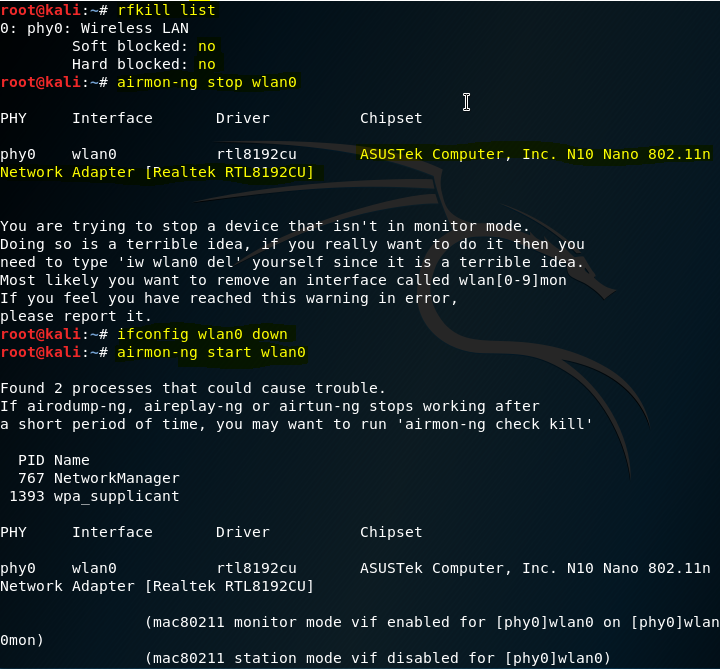 root@kali:~# rfkill list
0: phy0: Wireless LAN
        Soft blocked: no
        Hard blocked: no
root@kali:~# airmon-ng stop wlan0

PHY     Interface       Driver          Chipset

phy0    wlan0           rtl8192cu       ASUSTek Computer, Inc. N10 Nano 802.11n
Network Adapter [Realtek RTL8192CU]


You are trying to stop a device that isn't in monitor mode.
Doing so is a terrible idea, if you really want to do it then you
need to type 'iw wlan0 del' yourself since it is a terrible idea.
Most likely you want to remove an interface called wlan[0-9]mon
If you feel you have reached this warning in error,
please report it.
root@kali:~# ifconfig wlan0 down
root@kali:~# airmon-ng start wlan0

Found 2 processes that could cause trouble.
If airodump-ng, aireplay-ng or airtun-ng stops working after
a short period of time, you may want to run 'airmon-ng check kill'

  PID Name
  767 NetworkManager
 1393 wpa_supplicant

PHY     Interface       Driver          Chipset

phy0    wlan0           rtl8192cu       ASUSTek Computer, Inc. N10 Nano 802.11n
Network Adapter [Realtek RTL8192CU]

                (mac80211 monitor mode vif enabled for [phy0]wlan0 on [phy0]wlan
0mon)
                (mac80211 station mode vif disabled for [phy0]wlan0)